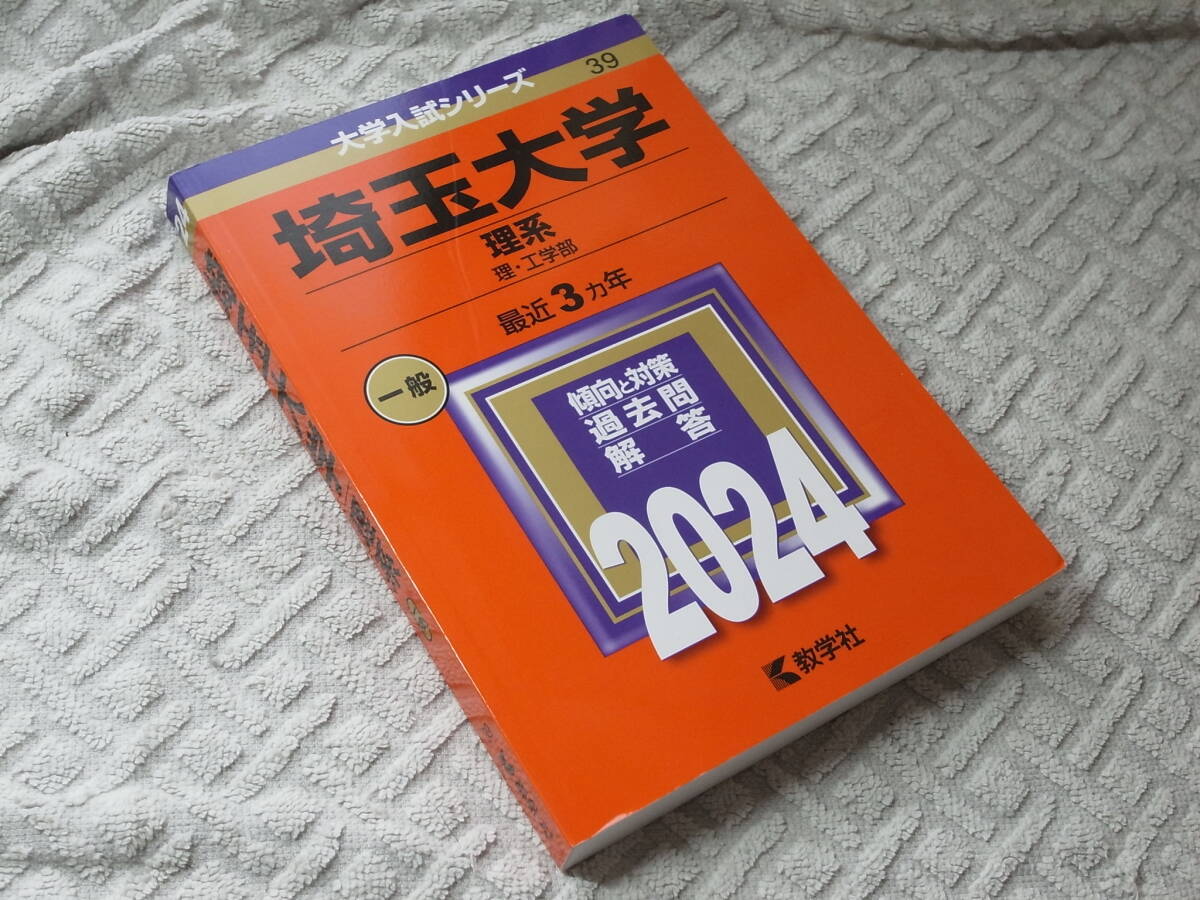 大学入試シリーズ
39
埼玉大学
理系
理・工学部
最近3ヵ年
一般
傾向と対策
過去問
解答
2024
教学社